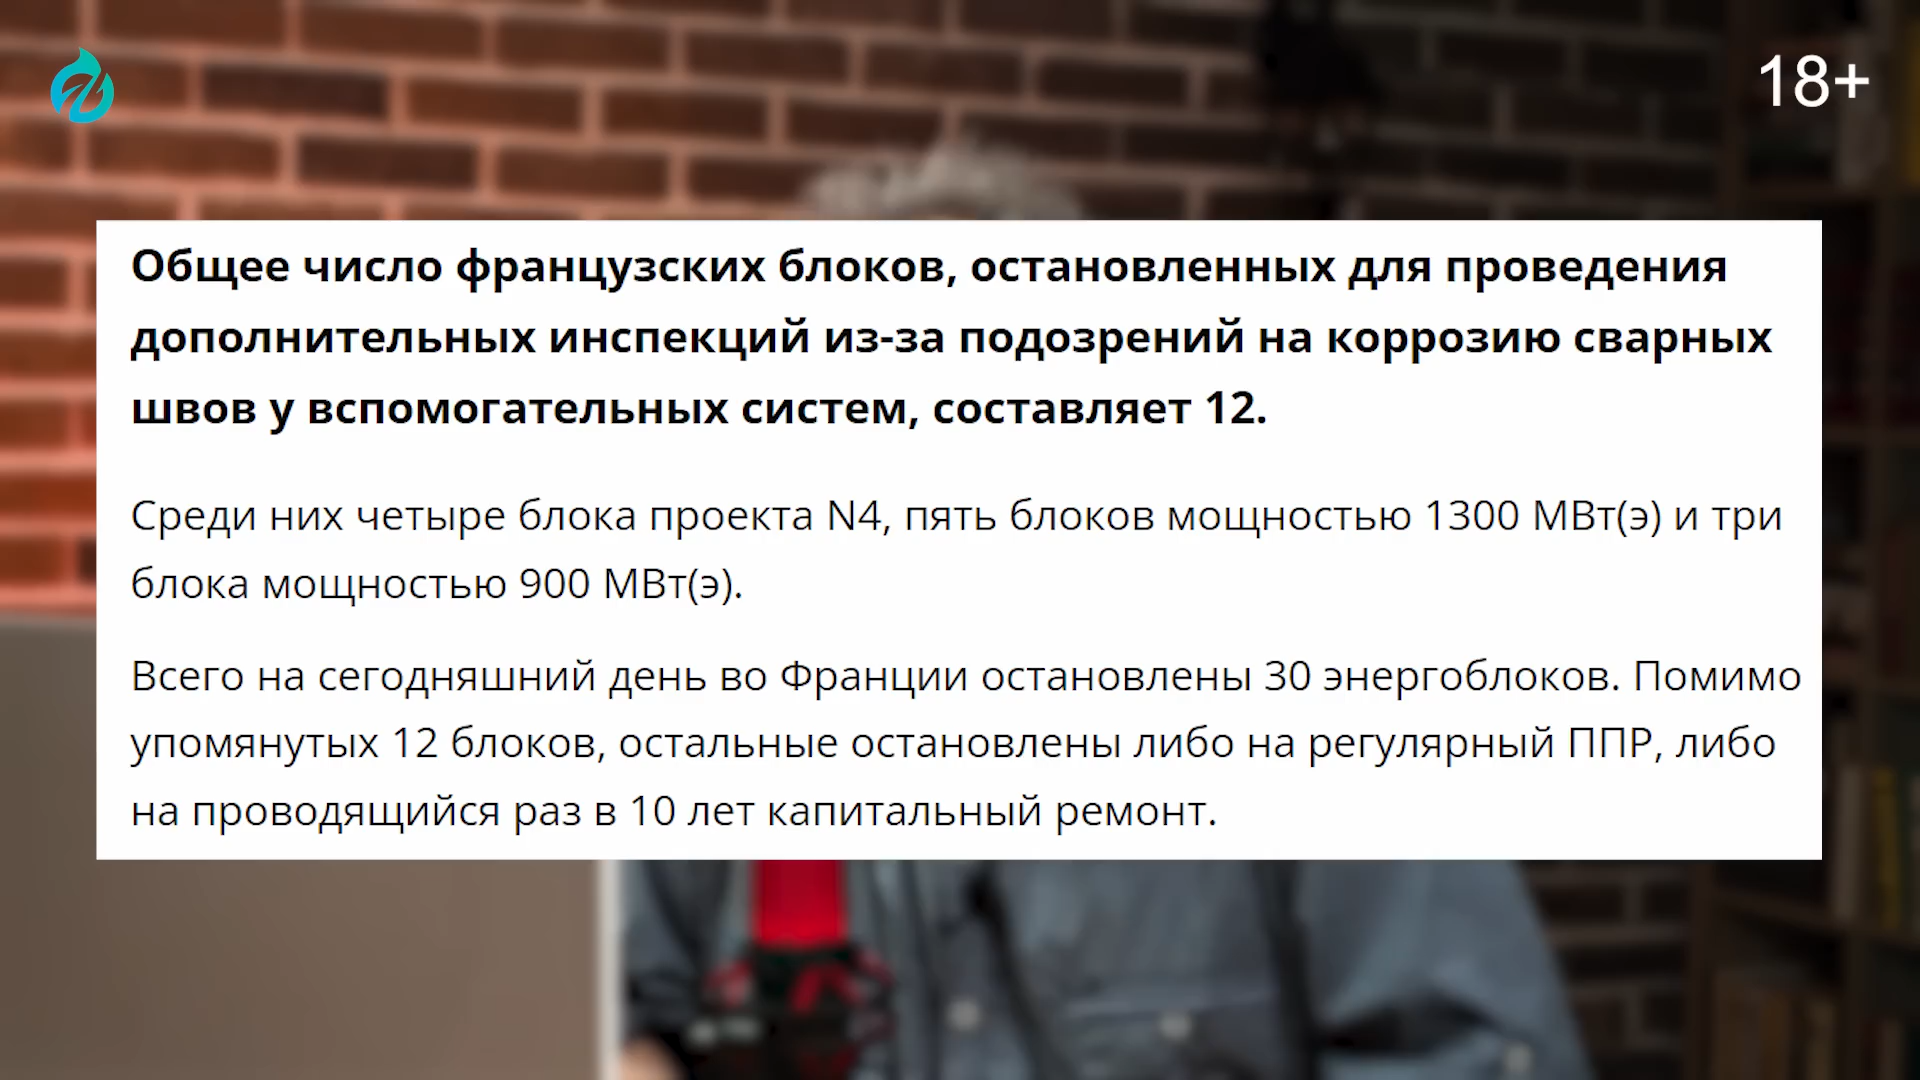 18+
Общее число французских блоков, остановленных для проведения
дополнительных инспекций из-за подозрений на коррозию сварных
швов у вспомогательных систем, составляет 12.
Среди них четыре блока проекта N4, пять блоков мощностью 1300 МВт(э) и три
блока мощностью 900 МВт(э).
Всего на сегодняшний день во Франции остановлены 30 энергоблоков. Помимо
упомянутых 12 блоков, остальные остановлены либо на регулярный ППР, либо
на проводящийся раз в 10 лет капитальный ремонт.